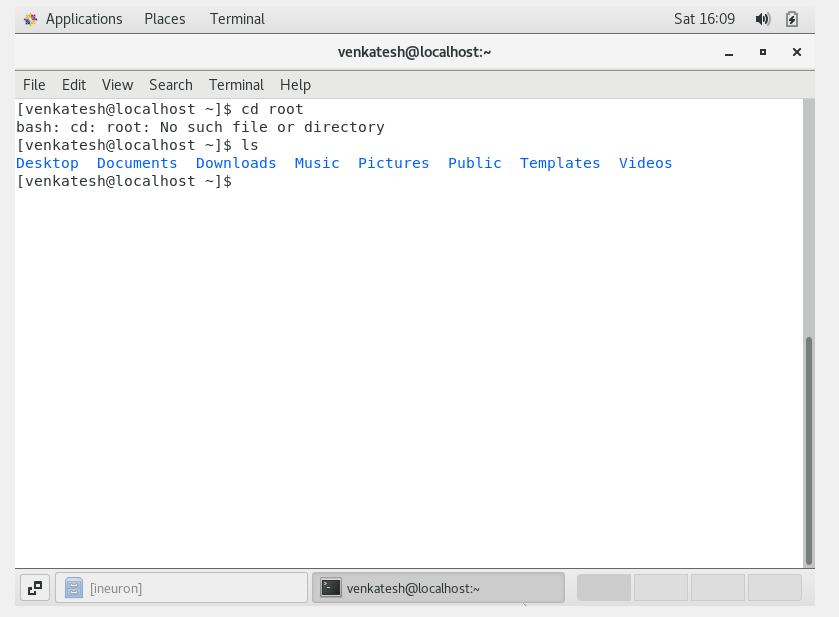 Applications Places Terminal Sat 16:09
venkatesh@localhost:~
File Edit View Search Terminal Help
[venkatesh@localhost ~]$ cd root
bash: cd: root: No such file or directory
[venkatesh@localhost ~]$ ls
Desktop  Documents  Downloads  Music  Pictures  Public  Templates  Videos
[venkatesh@localhost ~]$
[ineuron] venkatesh@localhost:~